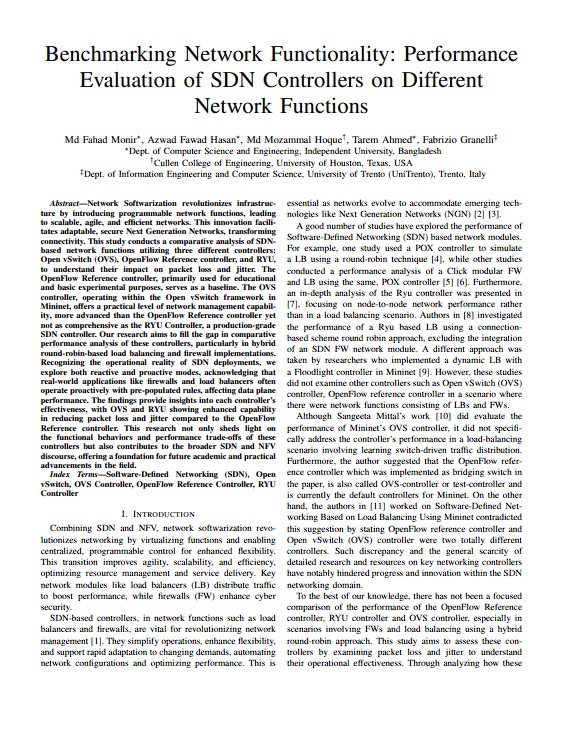 Benchmarking Network Functionality: Performance
Evaluation of SDN Controllers on Different
Network Functions
Md Fahad Monir*, Azwad Fawad Hasan*, Md Mozammal Hoque†, Tarem Ahmed*, Fabrizio Granelli‡
*Dept. of Computer Science and Engineering, Independent University, Bangladesh
†Cullen College of Engineering, University of Houston, Texas, USA
‡Dept. of Information Engineering and Computer Science, University of Trento (UniTrento), Trento, Italy
Abstract—Network Softwarization revolutionizes infrastruc-
ture by introducing programmable network functions, leading
to scalable, agile, and efficient networks. This innovation facili-
tates adaptable, secure Next Generation Networks, transforming
connectivity. This study conducts a comparative analysis of SDN-
based network functions utilizing three different controllers:
Open vSwitch (OVS), OpenFlow Reference controller, and RYU,
to understand their impact on packet loss and jitter. The
OpenFlow Reference controller, primarily used for educational
and basic experimental purposes, serves as a baseline. The OVS
controller, operating within the Open vSwitch framework in
Mininet, offers a practical level of network management capabil-
ity, more advanced than the OpenFlow Reference controller yet
not as comprehensive as the RYU Controller, a production-grade
SDN controller. Our research aims to fill the gap in comparative
performance analysis of these controllers, particularly in hybrid
round-robin-based load balancing and firewall implementations.
Recognizing the operational reality of SDN deployments, we
explore both reactive and proactive modes, acknowledging that
real-world applications like firewalls and load balancers often
operate proactively with pre-populated rules, affecting data plane
performance. The findings provide insights into each controller's
effectiveness, with OVS and RYU showing enhanced capability
in reducing packet loss and jitter compared to the OpenFlow
Reference controller. This research not only sheds light on
the functional behaviors and performance trade-offs of these
controllers but also contributes to the broader SDN and NFV
discourse, offering a foundation for future academic and practical
advancements in the field.
Index Terms—Software-Defined Networking (SDN), Open
vSwitch, OVS Controller, OpenFlow Reference Controller, RYU
Controller
I. INTRODUCTION
Combining SDN and NFV, network softwarization revo-
lutionizes networking by virtualizing functions and enabling
centralized, programmable control for enhanced flexibility.
This transition improves agility, scalability, and efficiency,
optimizing resource management and service delivery. Key
network modules like load balancers (LB) distribute traffic
to boost performance, while firewalls (FW) enhance cyber
security.
SDN-based controllers, in network functions such as load
balancers and firewalls, are vital for revolutionizing network
management [1]. They simplify operations, enhance flexibility,
and support rapid adaptation to changing demands, automating
network configurations and optimizing performance. This is
essential as networks evolve to accommodate emerging tech-
nologies like Next Generation Networks (NGN) [2] [3].
A good number of studies have explored the performance of
Software-Defined Networking (SDN) based network modules.
For example, one study used a POX controller to simulate
a LB using a round-robin technique [4], while other studies
conducted a performance analysis of a Click modular FW
and LB using the same, POX controller [5] [6]. Furthermore,
an in-depth analysis of the Ryu controller was presented in
[7], focusing on node-to-node network performance rather
than in a load balancing scenario. Authors in [8] investigated
the performance of a Ryu based LB using a connection-
based scheme round robin approach, excluding the integration
of an SDN FW network module. A different approach was
taken by researchers who implemented a dynamic LB with
a Floodlight controller in Mininet [9]. However, these studies
did not examine other controllers such as Open vSwitch (OVS)
controller, OpenFlow reference controller in a scenario where
there were network functions consisting of LBs and FWs.
Although Sangeeta Mittal's work [10] did evaluate the
performance of Mininet's OVS controller, it did not specifi-
cally address the controller's performance in a load-balancing
scenario involving learning switch-driven traffic distribution.
Furthermore, the author suggested that the OpenFlow refer-
ence controller which was implemented as bridging switch in
the paper, is also called OVS-controller or test-controller and
is currently the default controllers for Mininet. On the other
hand, the authors in [11] worked on Software-Defined Net-
working Based on Load Balancing Using Mininet contradicted
this suggestion by stating OpenFlow reference controller and
Open vSwitch (OVS) controller were two totally different
controllers. Such discrepancy and the general scarcity of
detailed research and resources on key networking controllers
have notably hindered progress and innovation within the SDN
networking domain.
To the best of our knowledge, there has not been a focused
comparison of the performance of the OpenFlow Reference
controller, RYU controller and OVS controller, especially in
scenarios involving FWs and load balancing using a hybrid
round-robin approach. This study aims to assess these con-
trollers by examining packet loss and jitter to understand
their operational effectiveness. Through analyzing how these